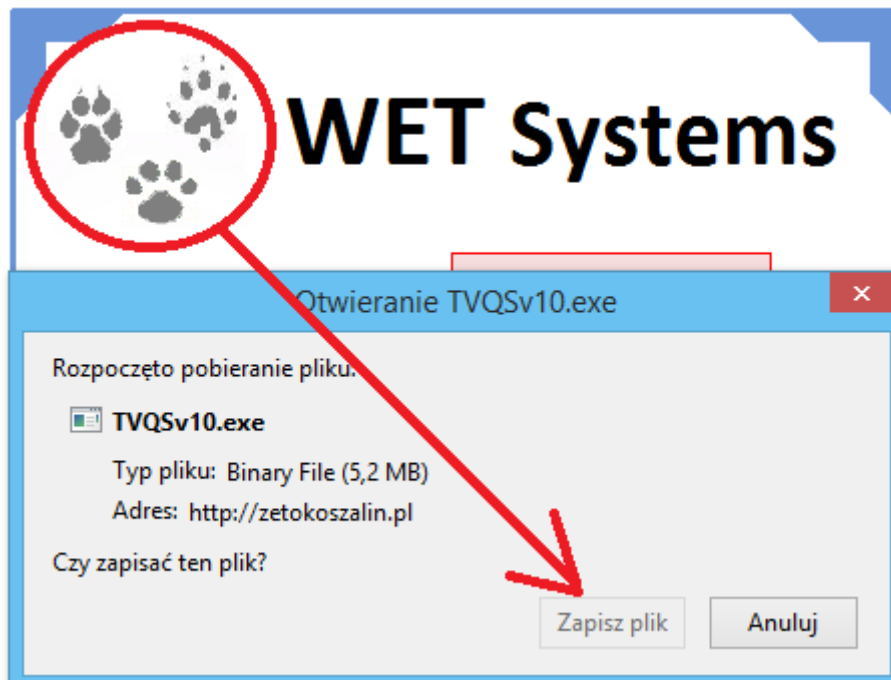 WET Systems
Otwieranie TVQSv10.exe
Rozpoczęto pobieranie pliku:
TVQSv10.exe
Typ pliku: Binary File (5,2 MB)
Adres: http://zetokoszalin.pl
Czy zapisać ten plik?
Zapisz plik
Anuluj